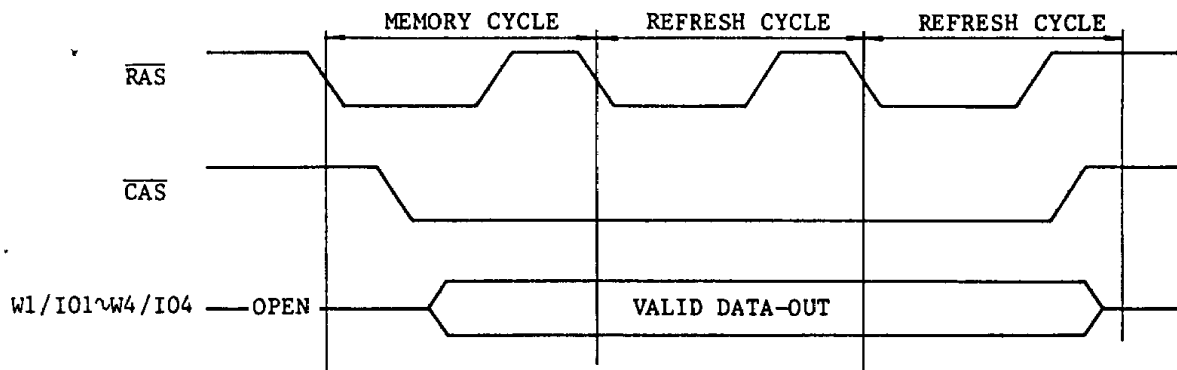 MEMORY CYCLE REFRESH CYCLE REFRESH CYCLE
RAS
CAS
W1/IO1~W4/IO4 OPEN VALID DATA-OUT